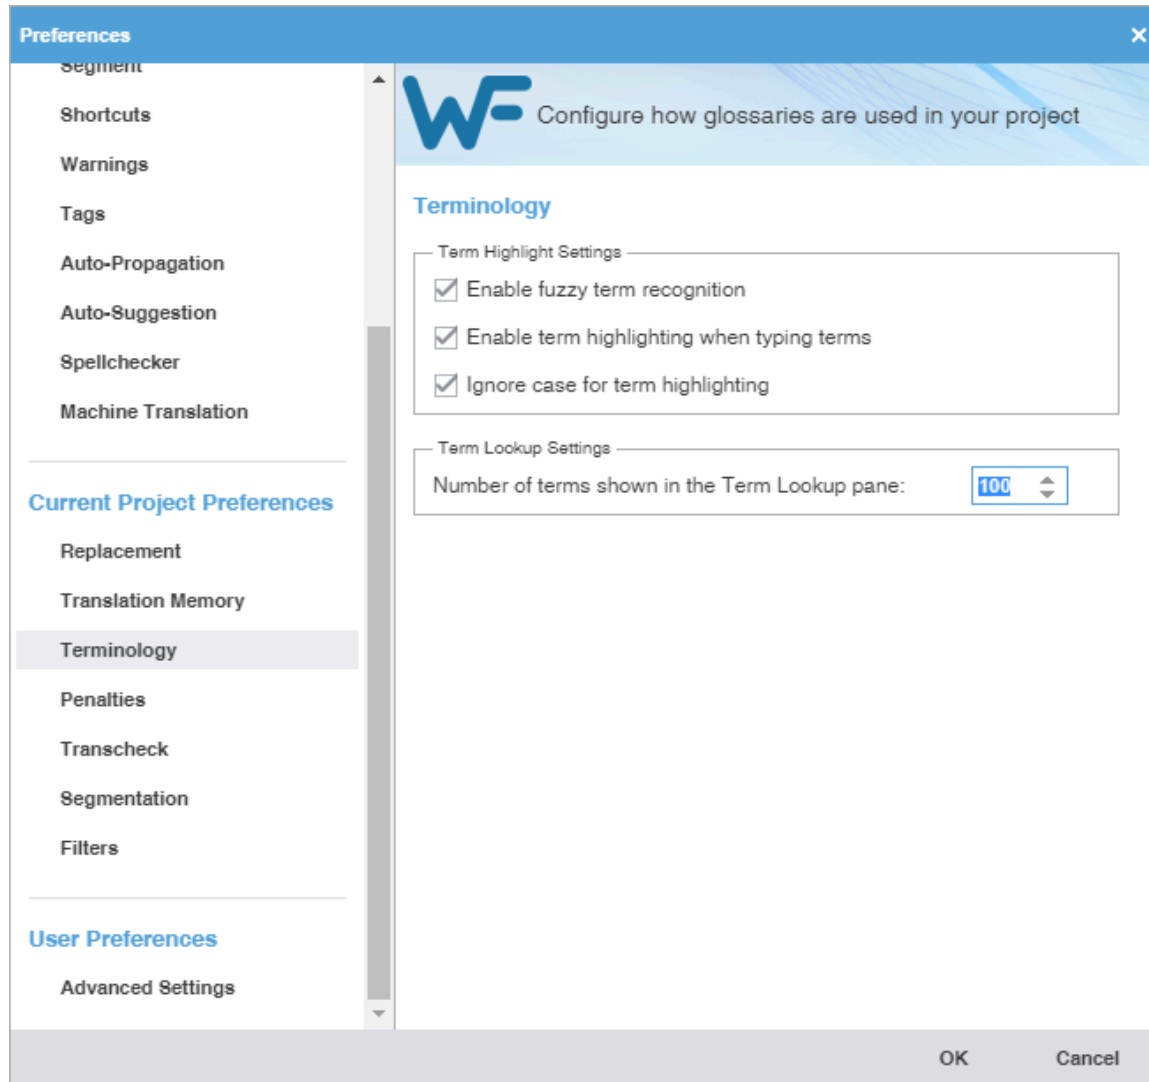 Preferences
Segment
Shortcuts
Warnings
Tags
Auto-Propagation
Auto-Suggestion
Spellchecker
Machine Translation
Current Project Preferences
Replacement
Translation Memory
Terminology
Penalties
Transcheck
Segmentation
Filters
User Preferences
Advanced Settings
WF
Configure how glossaries are used in your project
Terminology
Term Highlight Settings
Enable fuzzy term recognition
Enable term highlighting when typing terms
Ignore case for term highlighting
Term Lookup Settings
Number of terms shown in the Term Lookup pane: 100
OK Cancel